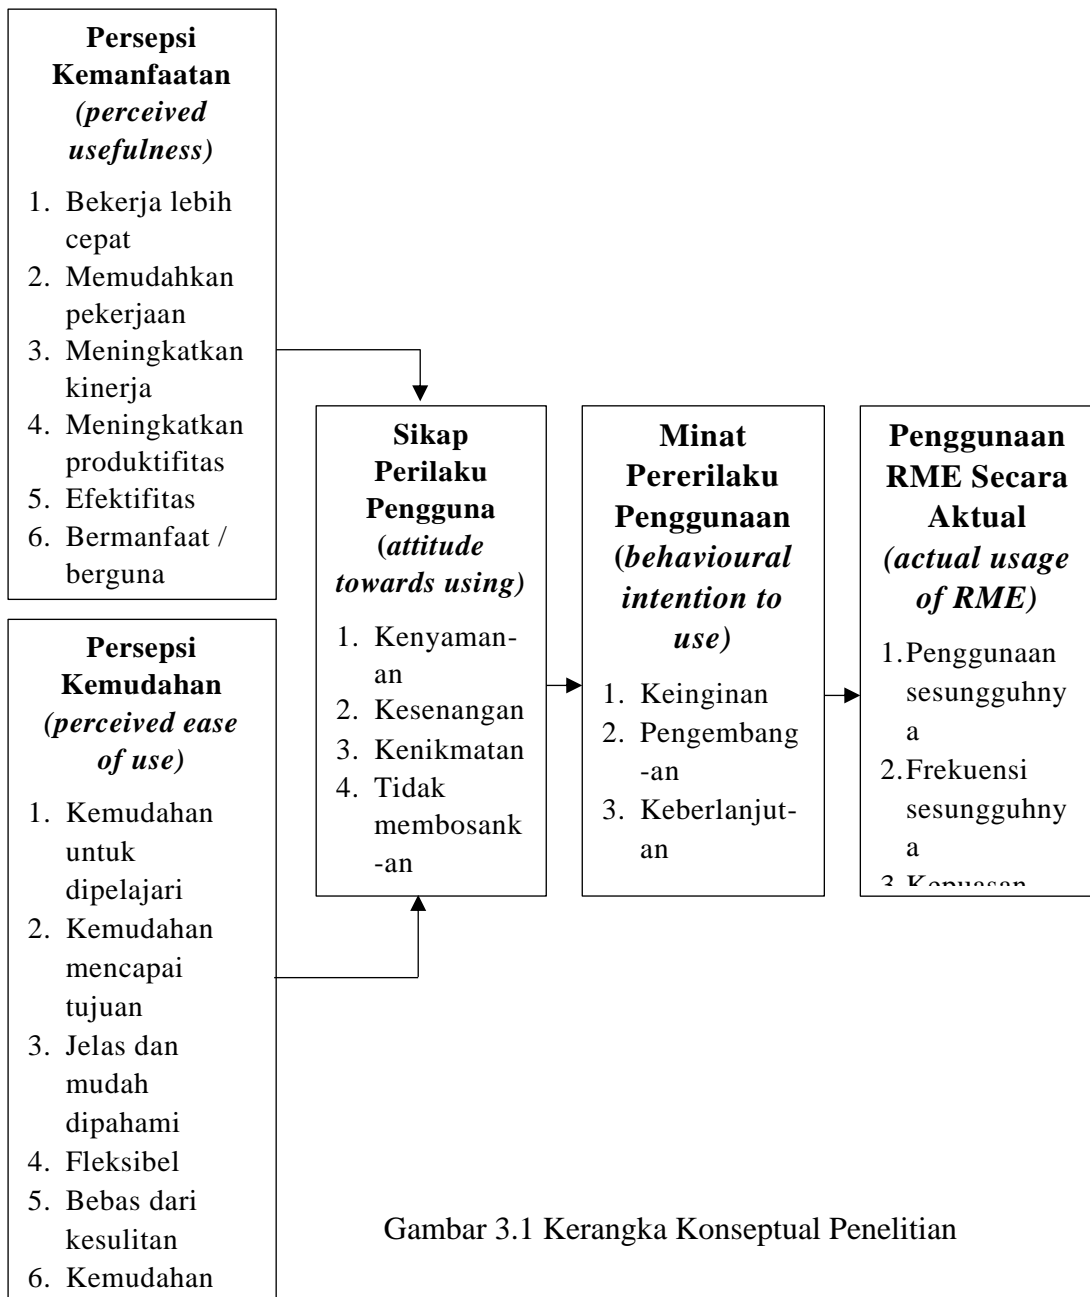 Persepsi
Kemanfaatan
(perceived
usefulness)
1. Bekerja lebih
cepat
2. Memudahkan
pekerjaan
3. Meningkatkan
kinerja
4. Meningkatkan
produktifitas
5. Efektifitas
6. Bermanfaat /
berguna
Persepsi
Kemudahan
(perceived ease
of use)
1. Kemudahan
untuk
dipelajari
2. Kemudahan
mencapai
tujuan
3. Jelas dan
mudah
dipahami
4. Fleksibel
5. Bebas dari
kesulitan
6. Kemudahan
Sikap
Perilaku
Pengguna
(attitude
towards using)
1. Kenyaman-
an
2. Kesenangan
3. Kenikmatan
4. Tidak
membosank
-an
Minat
Pererilaku
Penggunaan
(behavioural
intention to
use)
1. Keinginan
2. Pengembang
-an
3. Keberlanjut-
an
Penggunaan
RME Secara
Aktual
(actual usage
of RME)
1. Penggunaan
sesungguhny
a
2. Frekuensi
sesungguhny
a
3. Kepuasan
Gambar 3.1 Kerangka Konseptual Penelitian